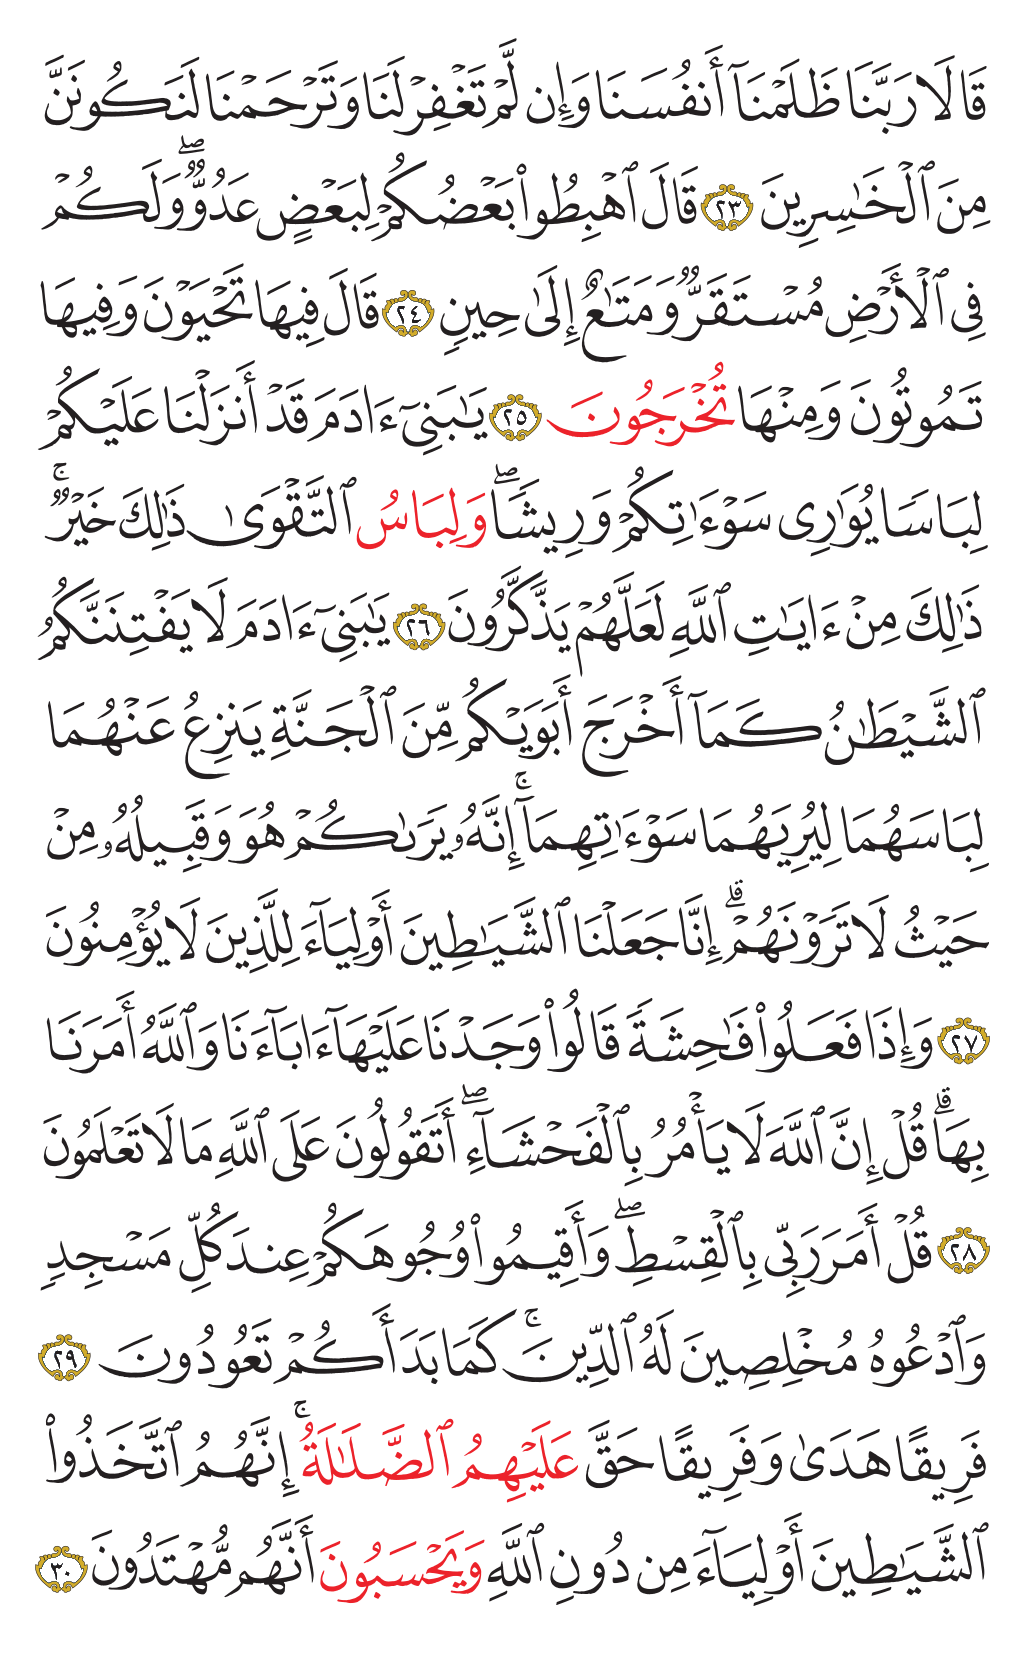 قَالَا رَبَّنَا ظَلَمْنَآ أَنفُسَنَا وَإِن لَّمْ تَغْفِرْ لَنَا وَتَرْحَمْنَا لَنَكُونَنَّ
مِنَ ٱلْخَٰسِرِينَ ٢٣ قَالَ ٱهْبِطُوا۟ بَعْضُكُمْ لِبَعْضٍ عَدُوٌّ ۖ وَلَكُمْ
فِى ٱلْأَرْضِ مُسْتَقَرٌّ وَمَتَٰعٌ إِلَىٰ حِينٍ ٢٤ قَالَ فِيهَا تَحْيَوْنَ وَفِيهَا
تَمُوتُونَ وَمِنْهَا تُخْرَجُونَ ٢٥ يَٰبَنِىٓ ءَادَمَ قَدْ أَنزَلْنَا عَلَيْكُمْ
لِبَاسًا يُوَٰرِى سَوْءَٰتِكُمْ وَرِيشًا ۖ وَلِبَاسُ ٱلتَّقْوَىٰ ذَٰلِكَ خَيْرٌ ۚ
ذَٰلِكَ مِنْ ءَايَٰتِ ٱللَّهِ لَعَلَّهُمْ يَذَّكَّرُونَ ٢٦ يَٰبَنِىٓ ءَادَمَ لَا يَفْتِنَنَّكُمُ
ٱلشَّيْطَٰنُ كَمَآ أَخْرَجَ أَبَوَيْكُم مِّنَ ٱلْجَنَّةِ يَنزِعُ عَنْهُمَا
لِبَاسَهُمَا لِيُرِيَهُمَا سَوْءَٰتِهِمَآ ۚ إِنَّهُۥ يَرَىٰكُمْ هُوَ وَقَبِيلُهُۥ مِنْ
حَيْثُ لَا تَرَوْنَهُمْ ۗ إِنَّا جَعَلْنَا ٱلشَّيَٰطِينَ أَوْلِيَآءَ لِلَّذِينَ لَا يُؤْمِنُونَ
٢٧ وَإِذَا فَعَلُوا۟ فَٰحِشَةً قَالُوا۟ وَجَدْنَا عَلَيْهَآ ءَابَآءَنَا وَٱللَّهُ أَمَرَنَا
بِهَا ۗ قُلْ إِنَّ ٱللَّهَ لَا يَأْمُرُ بِٱلْفَحْشَآءِ ۖ أَتَقُولُونَ عَلَى ٱللَّهِ مَا لَا تَعْلَمُونَ
٢٨ قُلْ أَمَرَ رَبِّى بِٱلْقِسْطِ ۖ وَأَقِيمُوا۟ وُجُوهَكُمْ عِندَ كُلِّ مَسْجِدٍ
وَٱدْعُوهُ مُخْلِصِينَ لَهُ ٱلدِّينَ ۚ كَمَا بَدَأَكُمْ تَعُودُونَ ٢٩
فَرِيقًا هَدَىٰ وَفَرِيقًا حَقَّ عَلَيْهِمُ ٱلضَّلَٰلَةُ ۚ إِنَّهُمُ ٱتَّخَذُوا۟
ٱلشَّيَٰطِينَ أَوْلِيَآءَ مِن دُونِ ٱللَّهِ وَيَحْسَبُونَ أَنَّهُم مُّهْتَدُونَ ٣٠